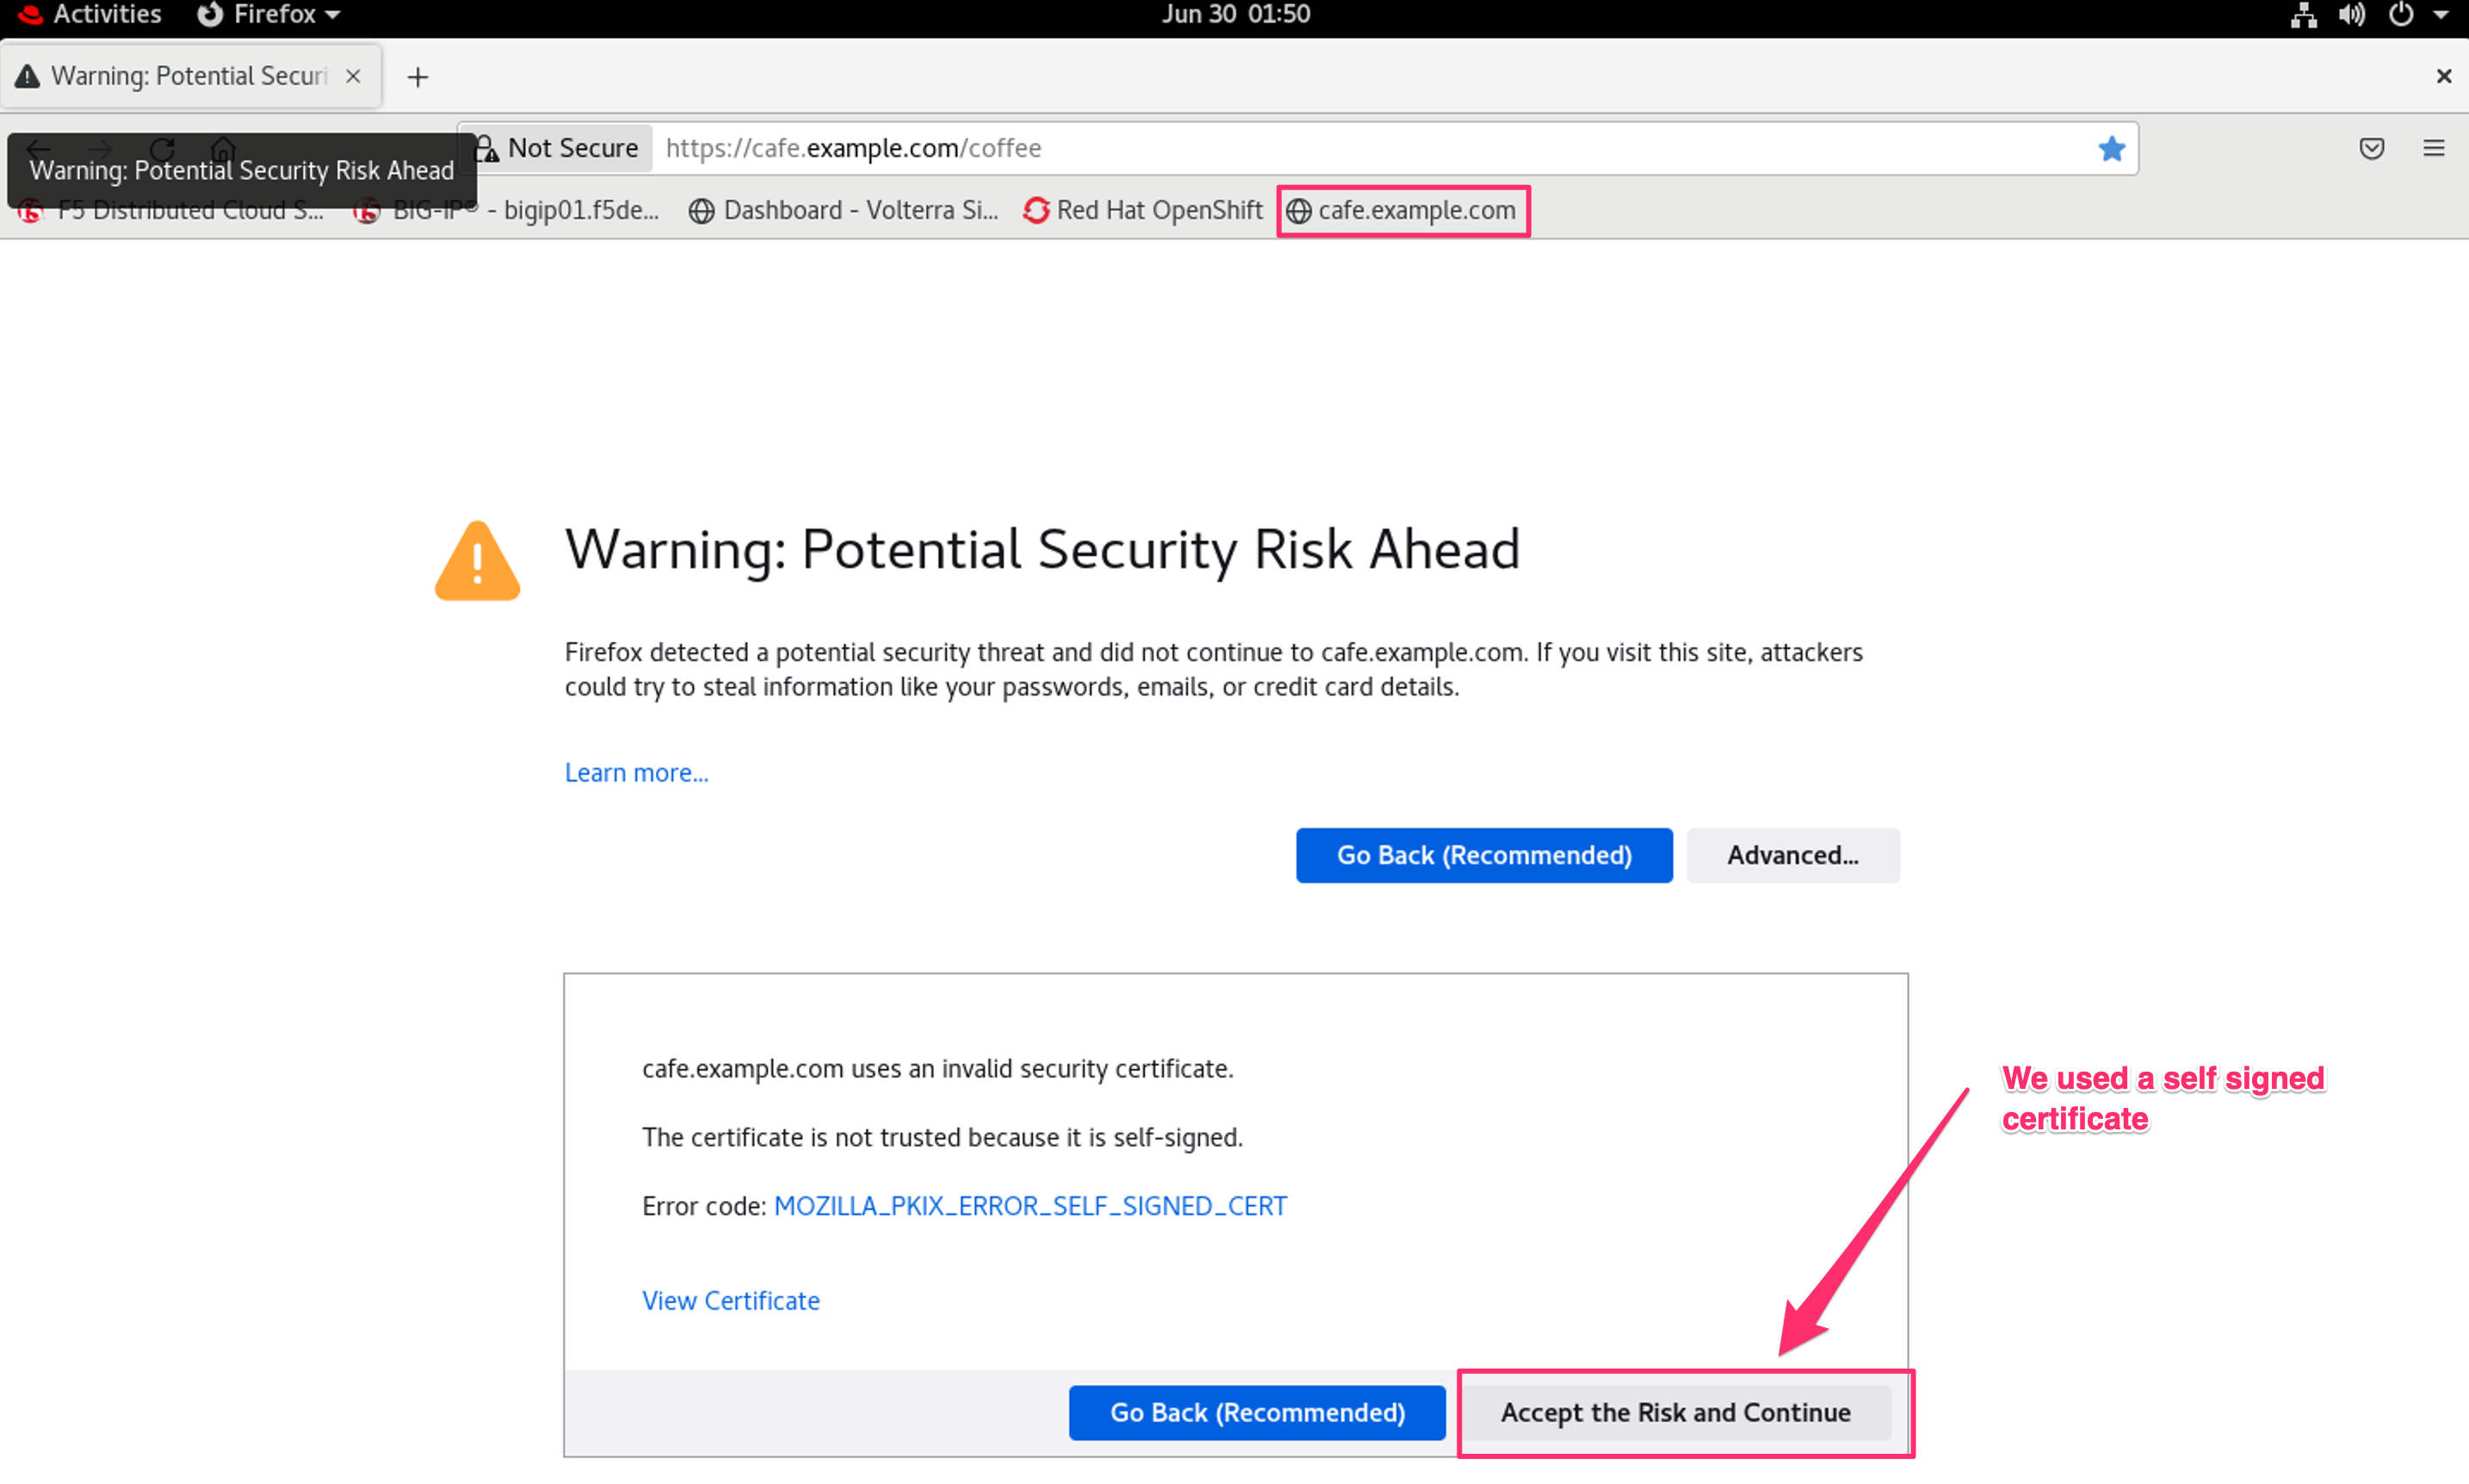 Activities Firefox Jun 30 01:50
Warning: Potential Securi
Not Secure https://cafe.example.com/coffee
Warning: Potential Security Risk Ahead
F5 Distributed Cloud S... BIG-IP® - bigip01.f5de... Dashboard - Volterra Si... Red Hat OpenShift cafe.example.com
Warning: Potential Security Risk Ahead
Firefox detected a potential security threat and did not continue to cafe.example.com. If you visit this site, attackers
could try to steal information like your passwords, emails, or credit card details.
Learn more...
Go Back (Recommended) Advanced...
cafe.example.com uses an invalid security certificate.
We used a self signed
certificate
The certificate is not trusted because it is self-signed.
Error code: MOZILLA_PKIX_ERROR_SELF_SIGNED_CERT
View Certificate
Go Back (Recommended) Accept the Risk and Continue